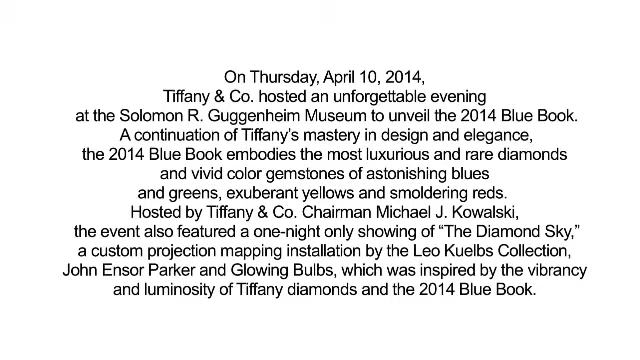 On Thursday, April 10, 2014,
Tiffany & Co. hosted an unforgettable evening
at the Solomon R. Guggenheim Museum to unveil the 2014 Blue Book.
A continuation of Tiffany's mastery in design and elegance,
the 2014 Blue Book embodies the most luxurious and rare diamonds
and vivid color gemstones of astonishing blues
and greens, exuberant yellows and smoldering reds.
Hosted by Tiffany & Co. Chairman Michael J. Kowalski,
the event also featured a one-night only showing of “The Diamond Sky,”
a custom projection mapping installation by the Leo Kuelbs Collection,
John Ensor Parker and Glowing Bulbs, which was inspired by the vibrancy
and luminosity of Tiffany diamonds and the 2014 Blue Book.